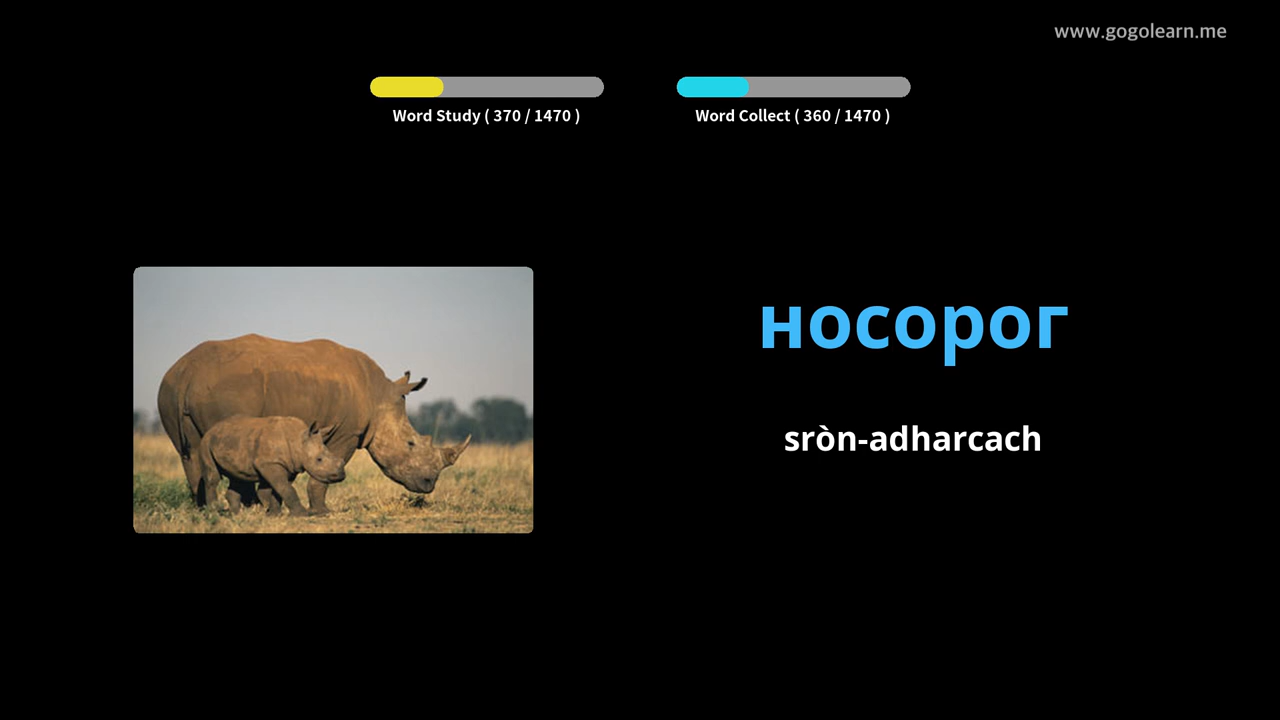 www.gogolearn.me
Word Study ( 370 / 1470 )
Word Collect ( 360 / 1470 )
носорог
sròn-adharcach